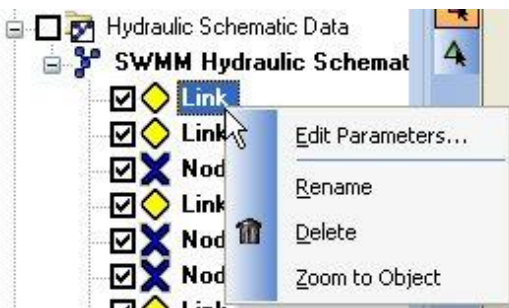 Hydraulic Schematic Data
SWMM Hydraulic Schemat
Link
Link
Edit Parameters...
Nod
Rename
Link
Nod
Delete
Nod
Zoom to Object
Link